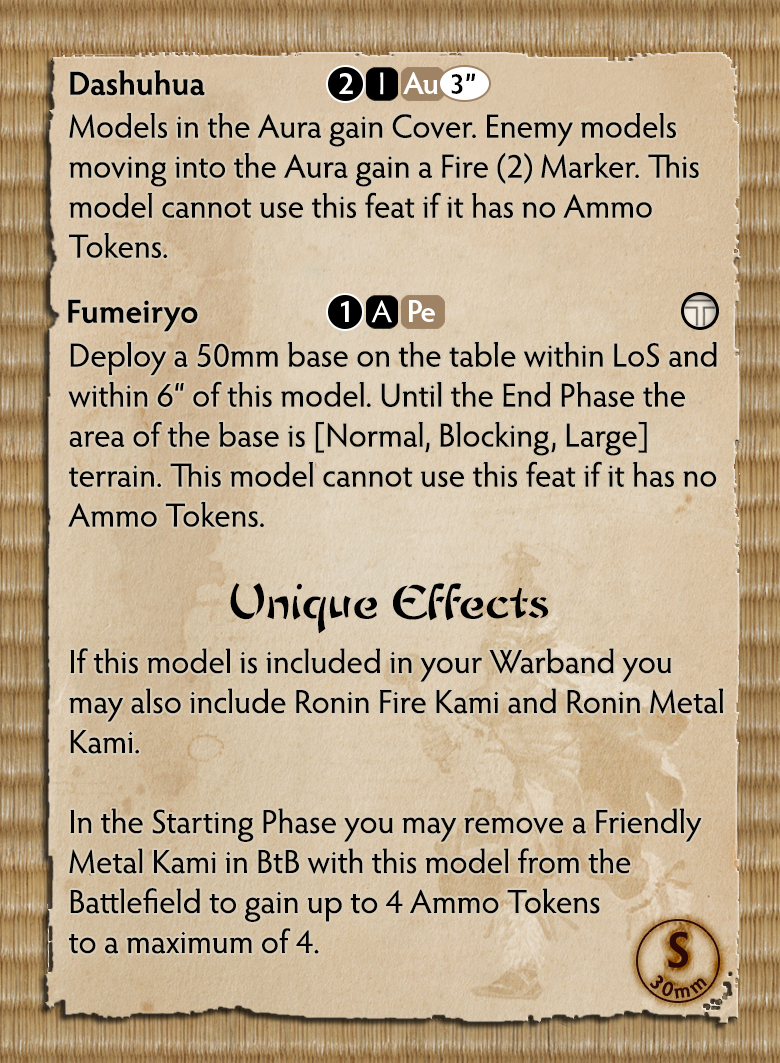 Dashuhua 2 I Au 3"
Models in the Aura gain Cover. Enemy models
moving into the Aura gain a Fire (2) Marker. This
model cannot use this feat if it has no Ammo
Tokens.
Fumeiryo 1 A Pe T
Deploy a 50mm base on the table within LoS and
within 6" of this model. Until the End Phase the
area of the base is [Normal, Blocking, Large]
terrain. This model cannot use this feat if it has no
Ammo Tokens.
Unique Effects
If this model is included in your Warband you
may also include Ronin Fire Kami and Ronin Metal
Kami.
In the Starting Phase you may remove a Friendly
Metal Kami in BtB with this model from the
Battlefield to gain up to 4 Ammo Tokens
to a maximum of 4.
S
30mm